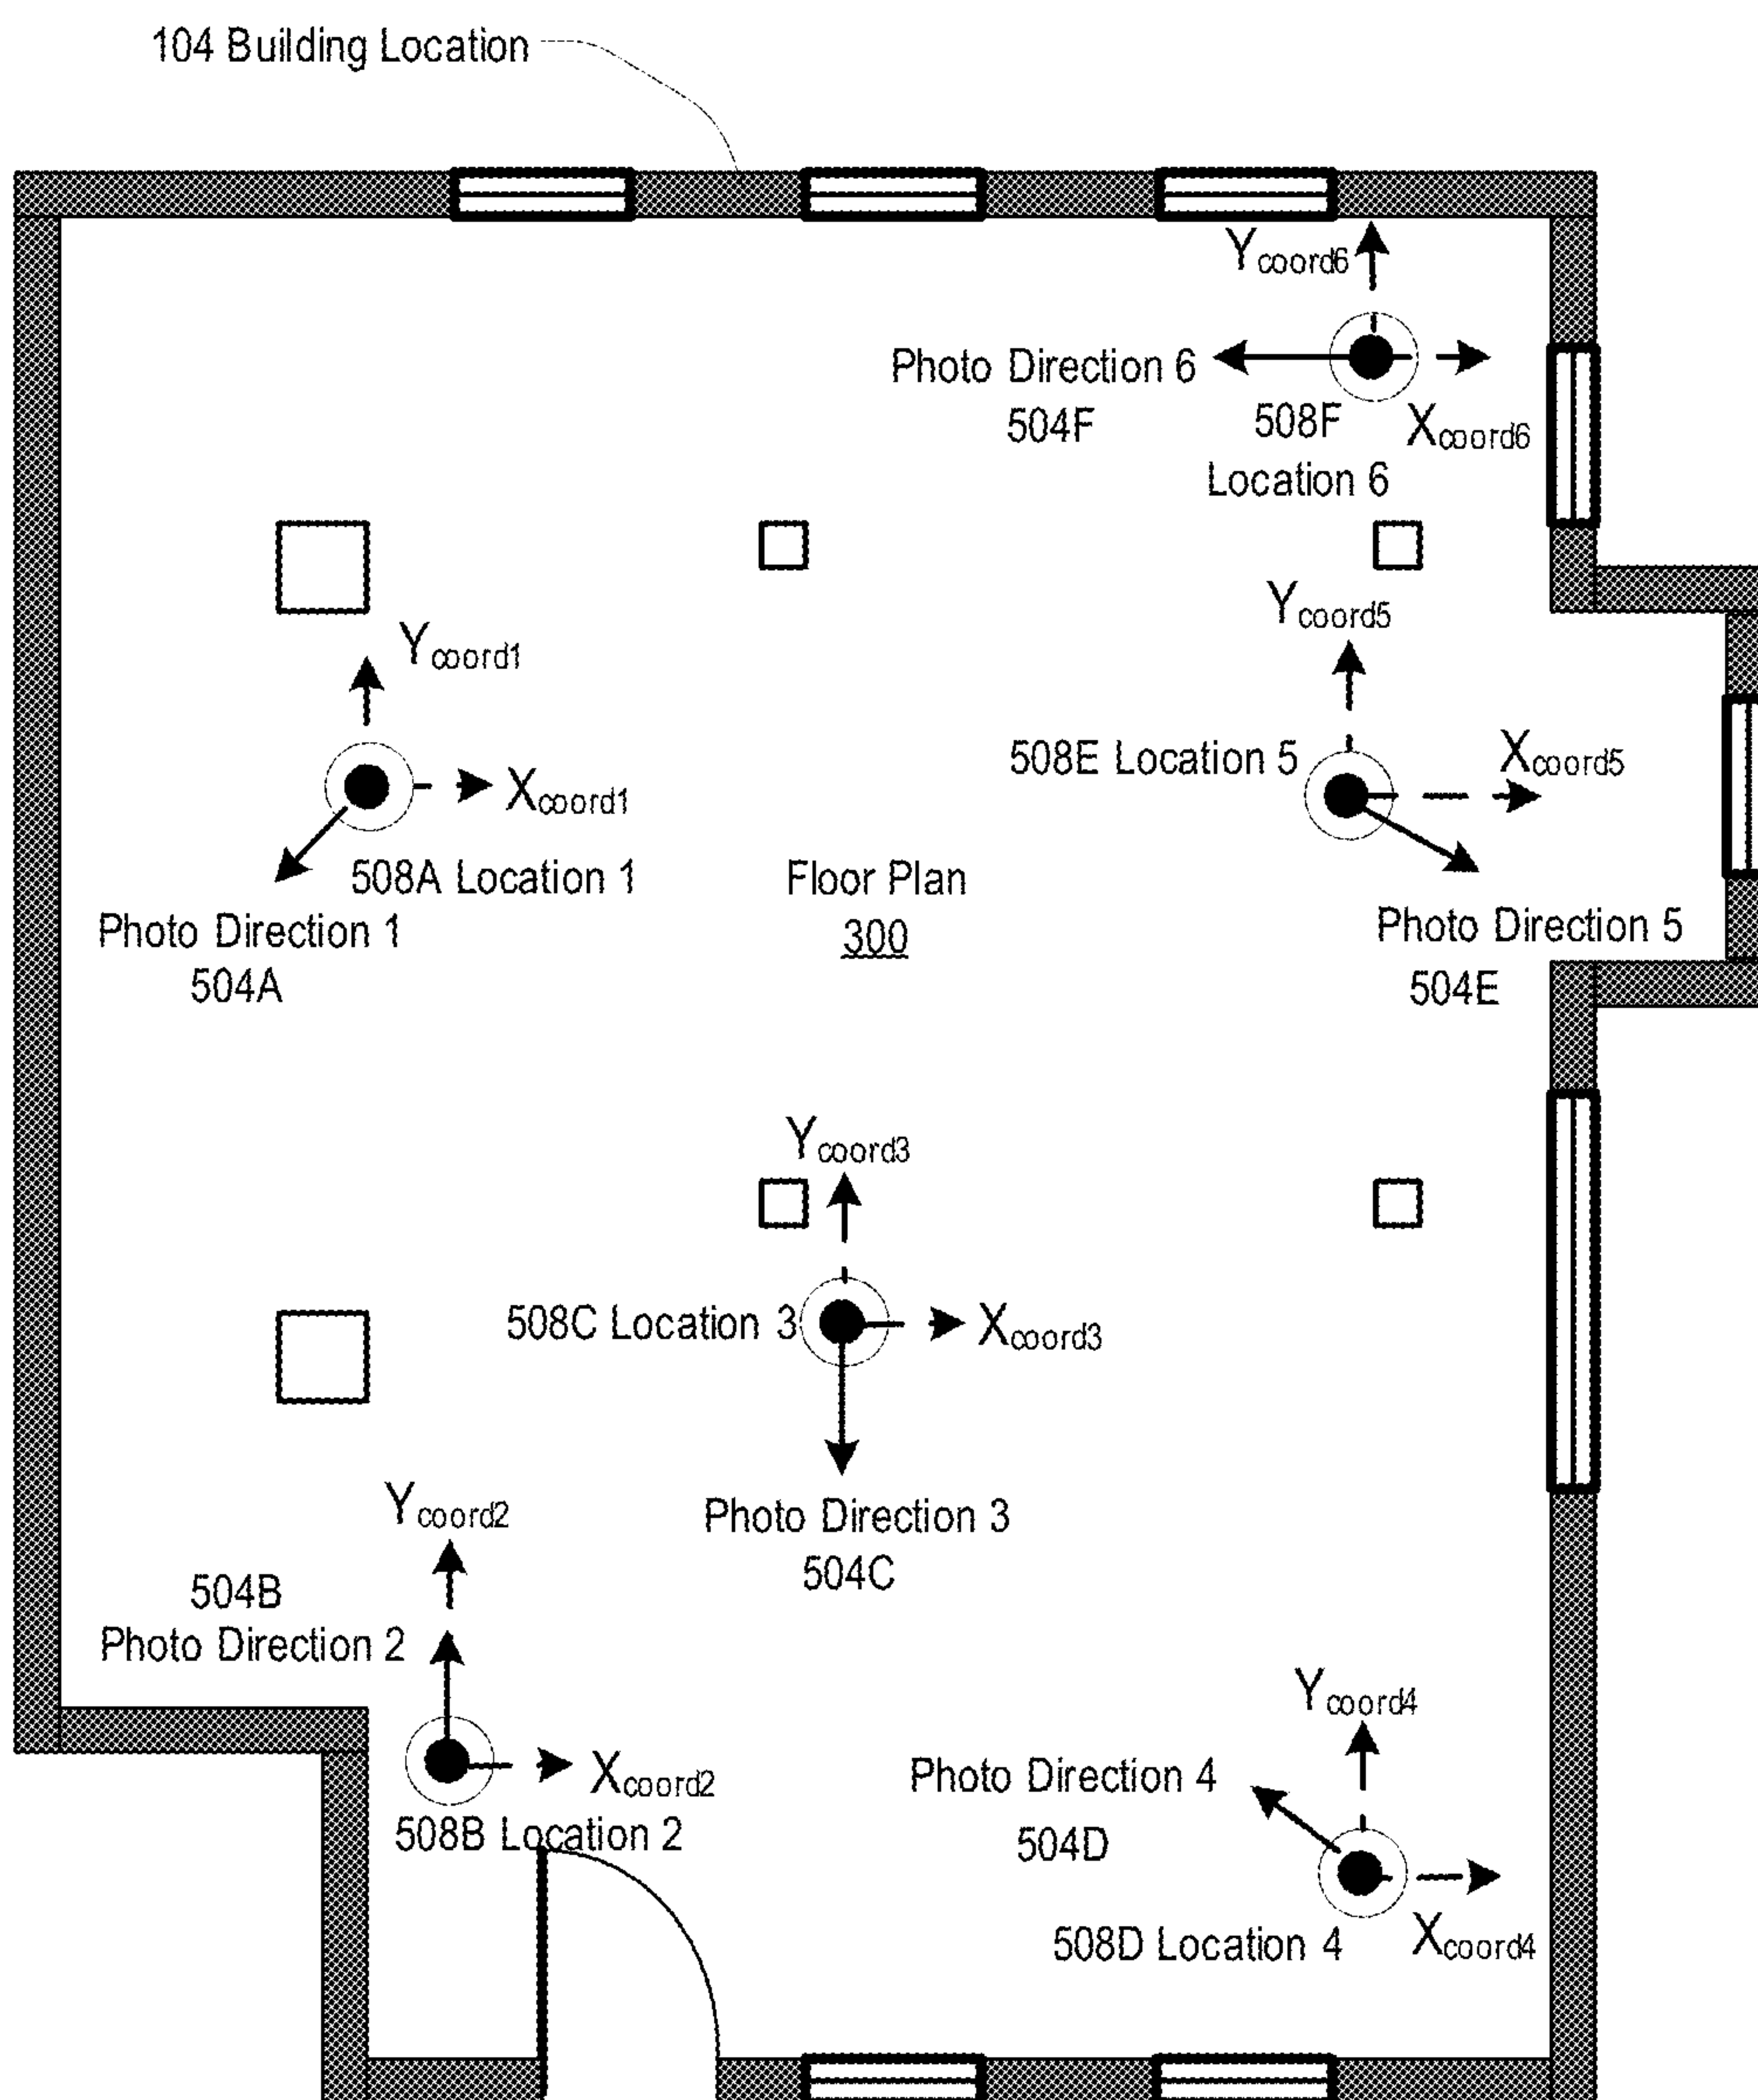 104 Building Location
Ycoord6
Photo Direction 6
504F
508F
Location 6
Xcoord6
Ycoord1
Xcoord1
508A Location 1
Photo Direction 1
504A
Ycoord5
508E Location 5
Xcoord5
Photo Direction 5
504E
Floor Plan
300
Ycoord3
508C Location 3
Xcoord3
Photo Direction 3
504C
Ycoord2
504B
Photo Direction 2
Xcoord2
508B Location 2
Ycoord4
Photo Direction 4
504D
508D Location 4
Xcoord4